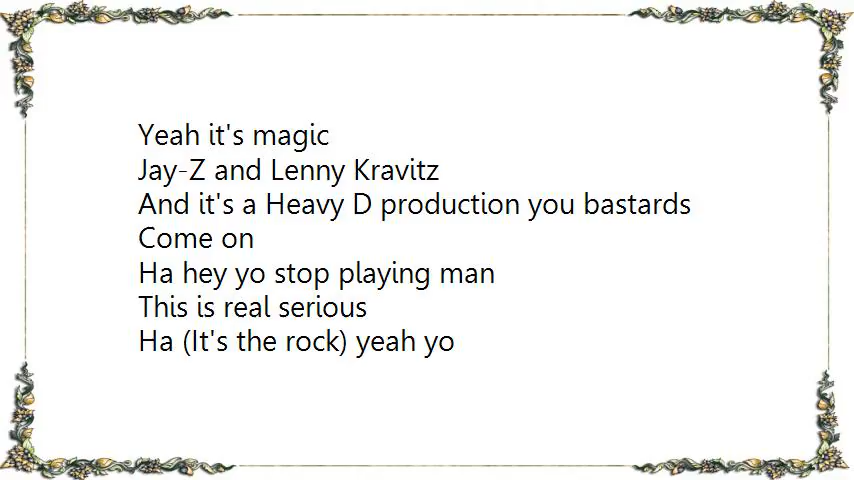 Yeah it's magic
Jay-Z and Lenny Kravitz
And it's a Heavy D production you bastards
Come on
Ha hey yo stop playing man
This is real serious
Ha (It's the rock) yeah yo